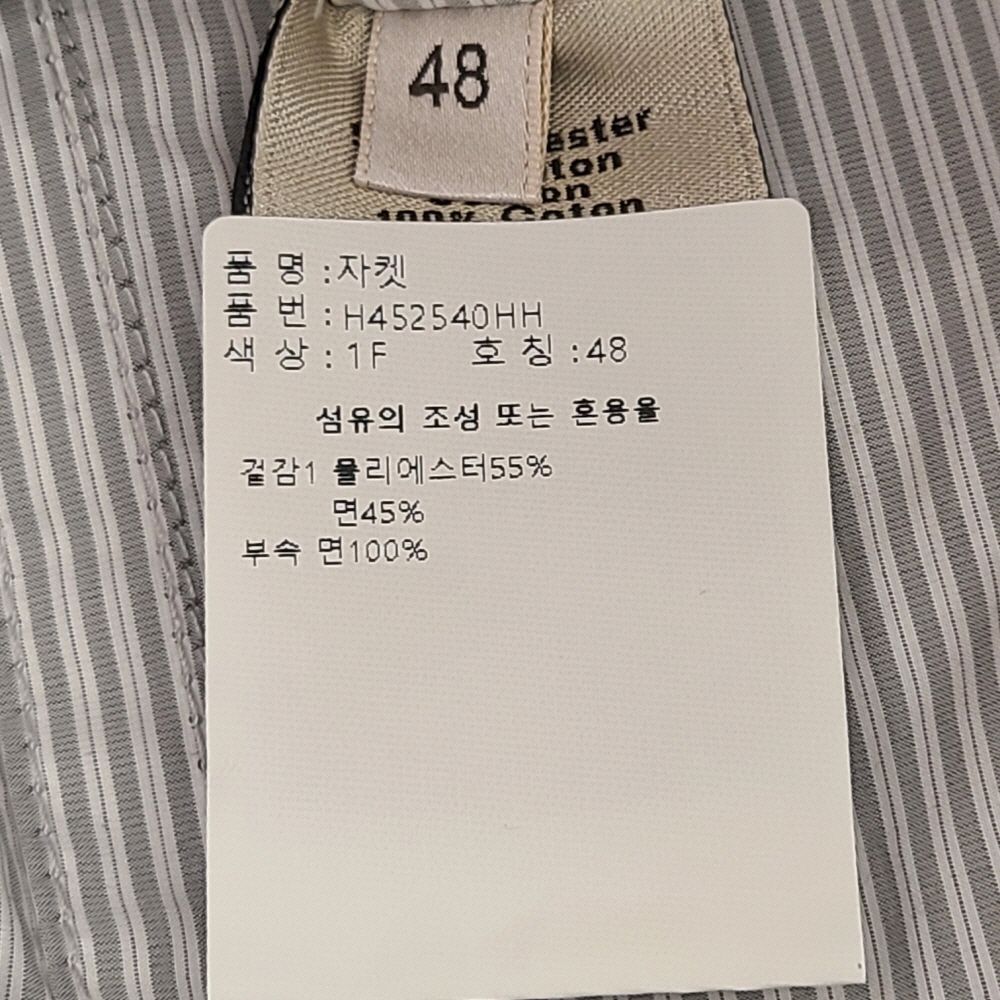 48
ester
ton
on
100% Coton
품 명 :자켓
품 번 : H452540HH
색 상 : 1F 호 칭 :48
섬유의 조성 또는 혼용율
겉감1 폴리에스터55%
면45%
부속 면100%